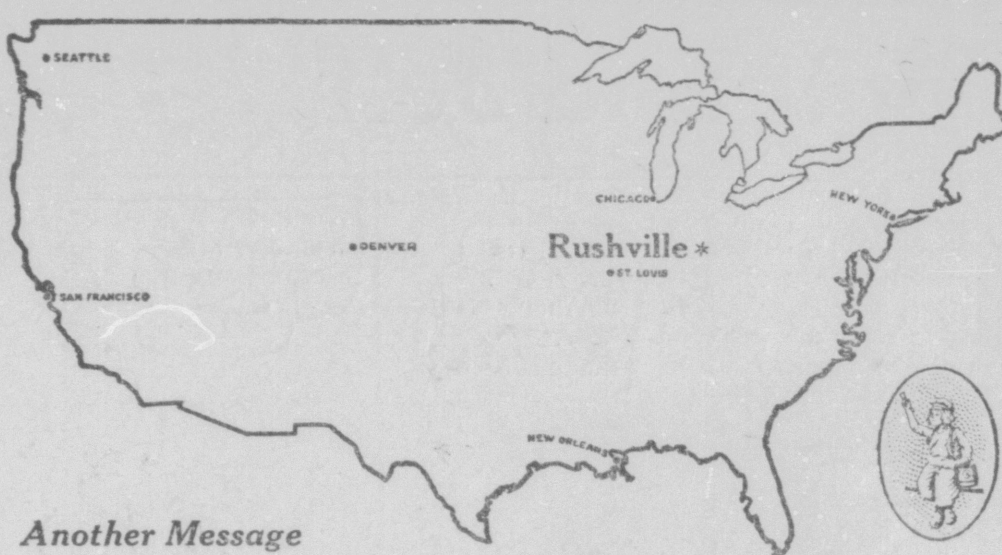 SEATTLE
CHICAGO
NEW YORK
DENVER
Rushville *
ST. LOUIS
SAN FRANCISCO
NEW ORLEANS
Another Message